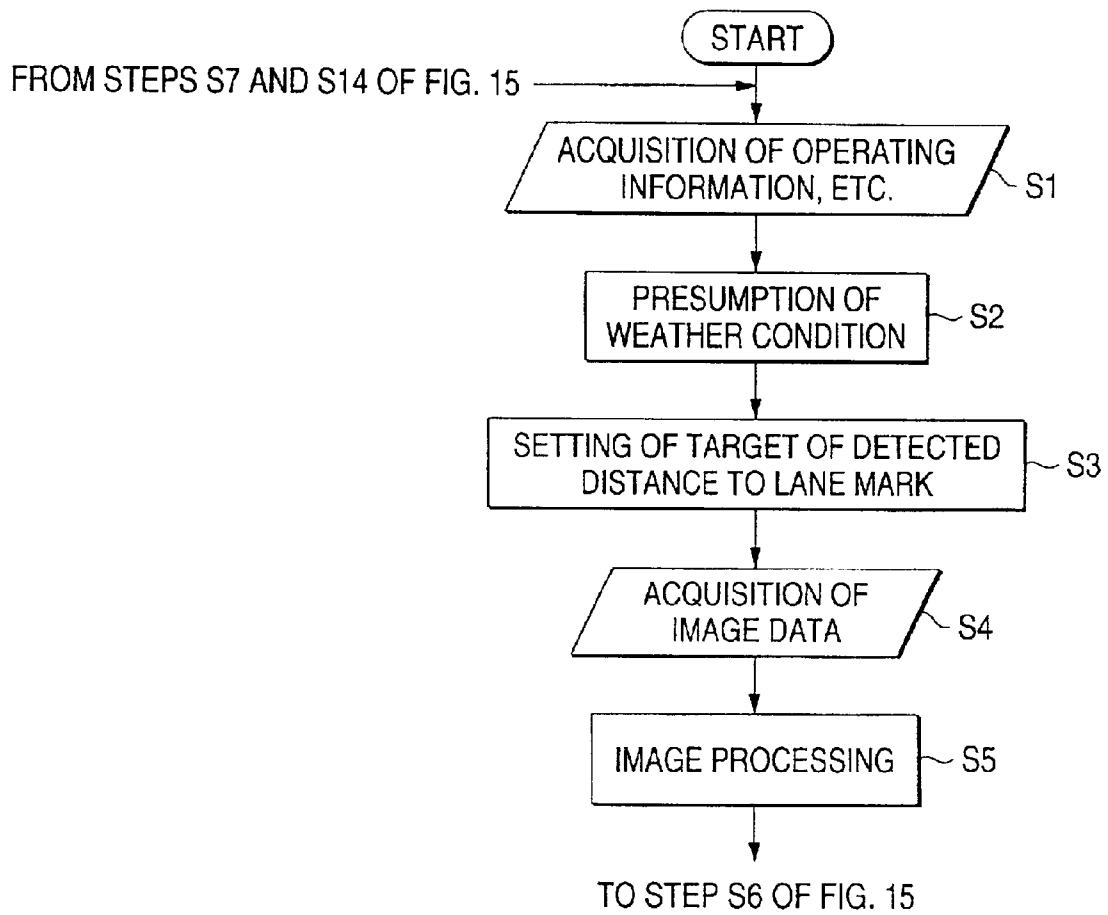 START
FROM STEPS S7 AND S14 OF FIG. 15
ACQUISITION OF OPERATING
INFORMATION, ETC.
S1
PRESUMPTION OF
WEATHER CONDITION
S2
SETTING OF TARGET OF DETECTED
DISTANCE TO LANE MARK
S3
ACQUISITION OF
IMAGE DATA
S4
IMAGE PROCESSING
S5
TO STEP S6 OF FIG. 15